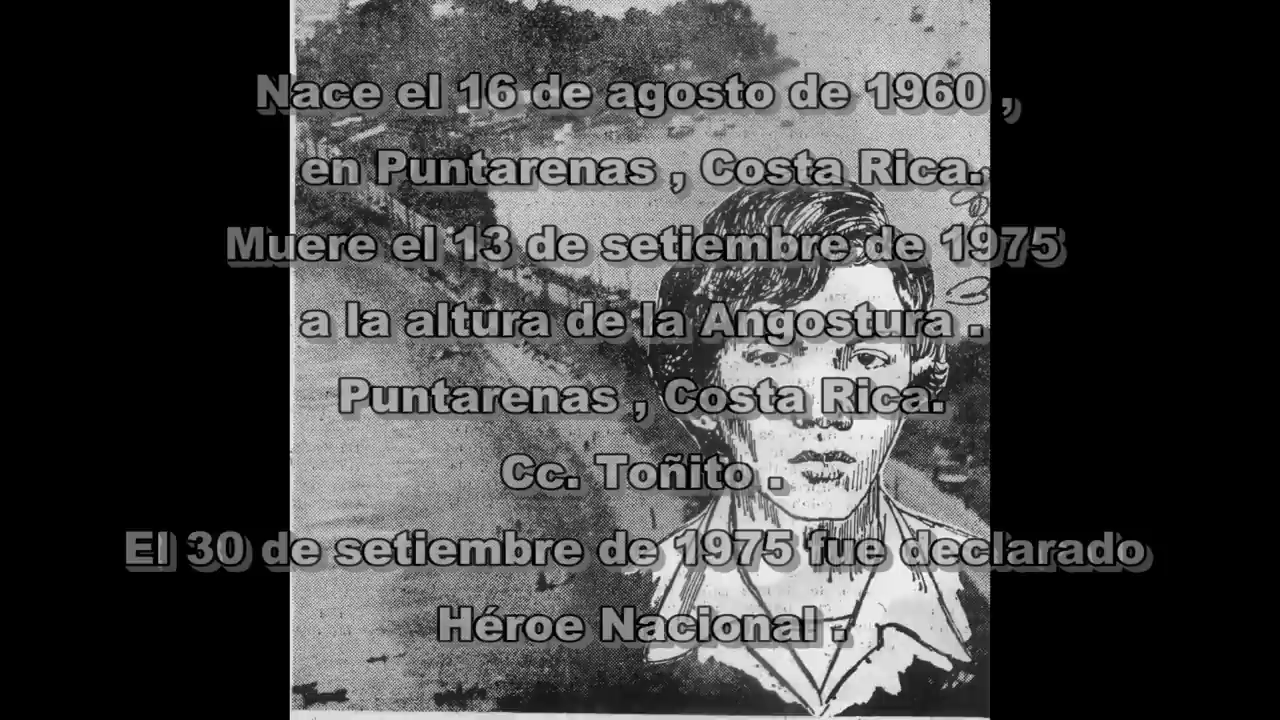 Nace el 16 de agosto de 1960 ,
en Puntarenas , Costa Rica.
Muere el 13 de setiembre de 1975
a la altura de la Angostura .
Puntarenas , Costa Rica.
Cc. Toñito .
El 30 de setiembre de 1975 fue declarado
Héroe Nacional .